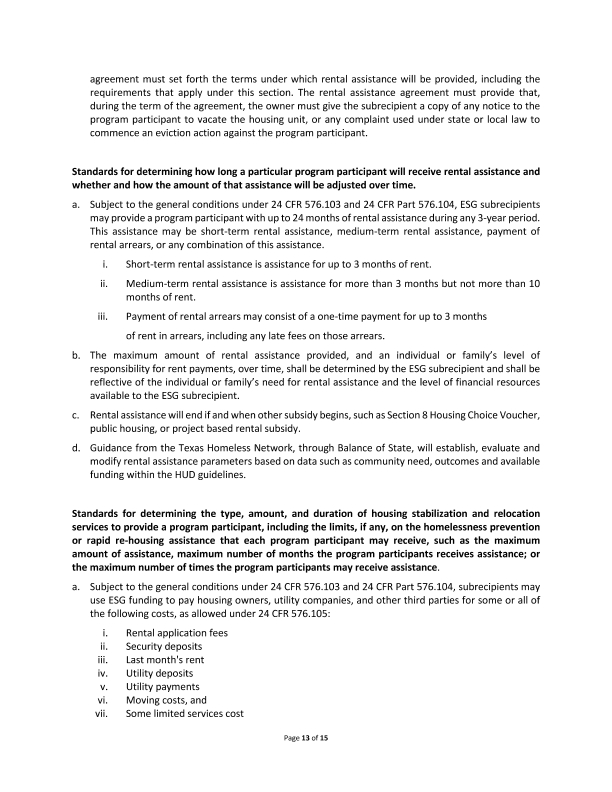 agreement must set forth the terms under which rental assistance will be provided, including the
requirements that apply under this section. The rental assistance agreement must provide that,
during the term of the agreement, the owner must give the subrecipient a copy of any notice to the
program participant to vacate the housing unit, or any complaint used under state or local law to
commence an eviction action against the program participant.
Standards for determining how long a particular program participant will receive rental assistance and
whether and how the amount of that assistance will be adjusted over time.
a. Subject to the general conditions under 24 CFR 576.103 and 24 CFR Part 576.104, ESG subrecipients
may provide a program participant with up to 24 months of rental assistance during any 3-year period.
This assistance may be short-term rental assistance, medium-term rental assistance, payment of
rental arrears, or any combination of this assistance.
i. Short-term rental assistance is assistance for up to 3 months of rent.
ii. Medium-term rental assistance is assistance for more than 3 months but not more than 10
months of rent.
iii. Payment of rental arrears may consist of a one-time payment for up to 3 months
of rent in arrears, including any late fees on those arrears.
b. The maximum amount of rental assistance provided, and an individual or family’s level of
responsibility for rent payments, over time, shall be determined by the ESG subrecipient and shall be
reflective of the individual or family’s need for rental assistance and the level of financial resources
available to the ESG subrecipient.
c. Rental assistance will end if and when other subsidy begins, such as Section 8 Housing Choice Voucher,
public housing, or project based rental subsidy.
d. Guidance from the Texas Homeless Network, through Balance of State, will establish, evaluate and
modify rental assistance parameters based on data such as community need, outcomes and available
funding within the HUD guidelines.
Standards for determining the type, amount, and duration of housing stabilization and relocation
services to provide a program participant, including the limits, if any, on the homelessness prevention
or rapid re-housing assistance that each program participant may receive, such as the maximum
amount of assistance, maximum number of months the program participants receives assistance; or
the maximum number of times the program participants may receive assistance.
a. Subject to the general conditions under 24 CFR 576.103 and 24 CFR Part 576.104, subrecipients may
use ESG funding to pay housing owners, utility companies, and other third parties for some or all of
the following costs, as allowed under 24 CFR 576.105:
i. Rental application fees
ii. Security deposits
iii. Last month's rent
iv. Utility deposits
v. Utility payments
vi. Moving costs, and
vii. Some limited services cost
Page 13 of 15